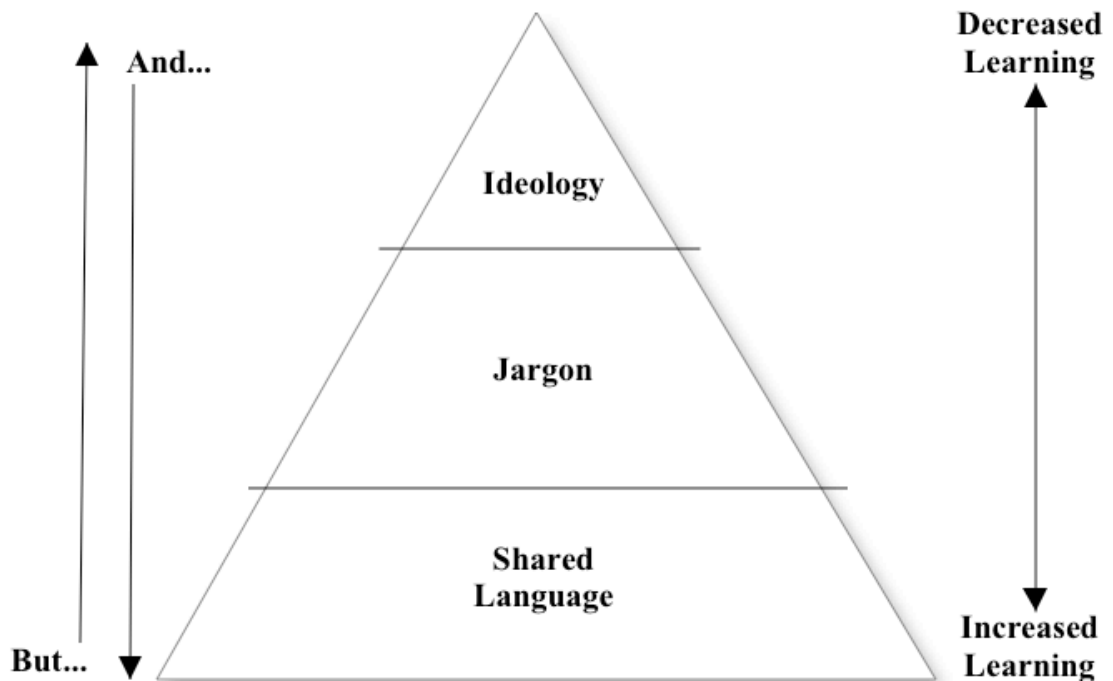 And...
Decreased
Learning
Ideology
Jargon
Shared
Language
But...
Increased
Learning